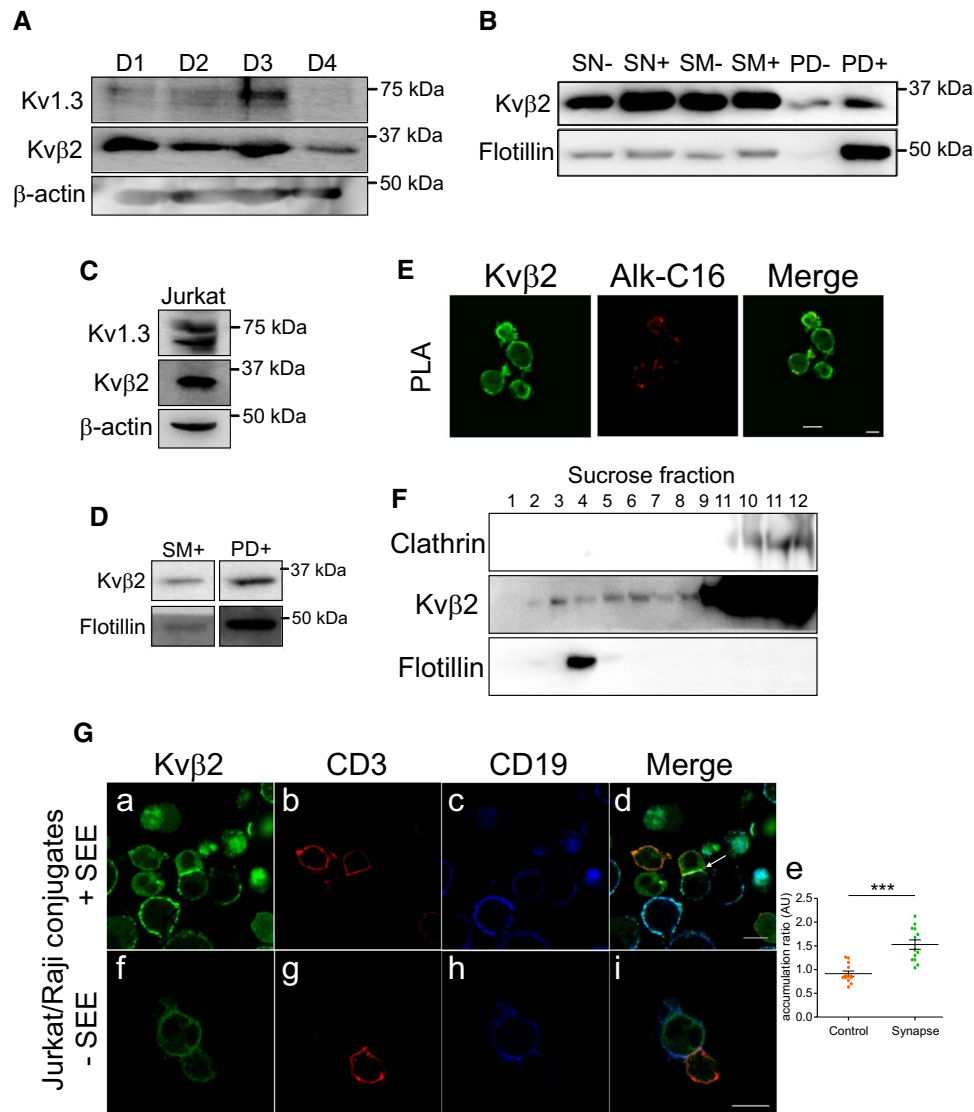 A
D1 D2 D3 D4
Kv1.3
75 kDa
Kvβ2
37 kDa
β-actin
50 kDa
B
SN- SN+ SM- SM+ PD- PD+
Kvβ2
37 kDa
Flotillin
50 kDa
C
Jurkat
Kv1.3
75 kDa
Kvβ2
37 kDa
β-actin
50 kDa
D
SM+ PD+
Kvβ2
37 kDa
Flotillin
50 kDa
E
Kvβ2 Alk-C16 Merge
PLA
F
Sucrose fraction
1 2 3 4 5 6 7 8 9 11 10 11 12
Clathrin
Kvβ2
Flotillin
G
Kvβ2 CD3 CD19 Merge
Jurkat/Raji conjugates
+ SEE
a b c d
- SEE
f g h i
e
***
accumulation ratio (AU)
2.5
2.0
1.5
1.0
0.5
0.0
Control Synapse